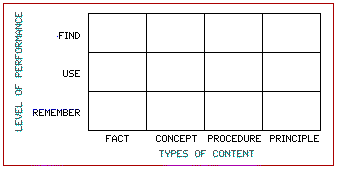 LEVEL OF PERFORMANCE
FIND
USE
REMEMBER
FACT CONCEPT PROCEDURE PRINCIPLE
TYPES OF CONTENT